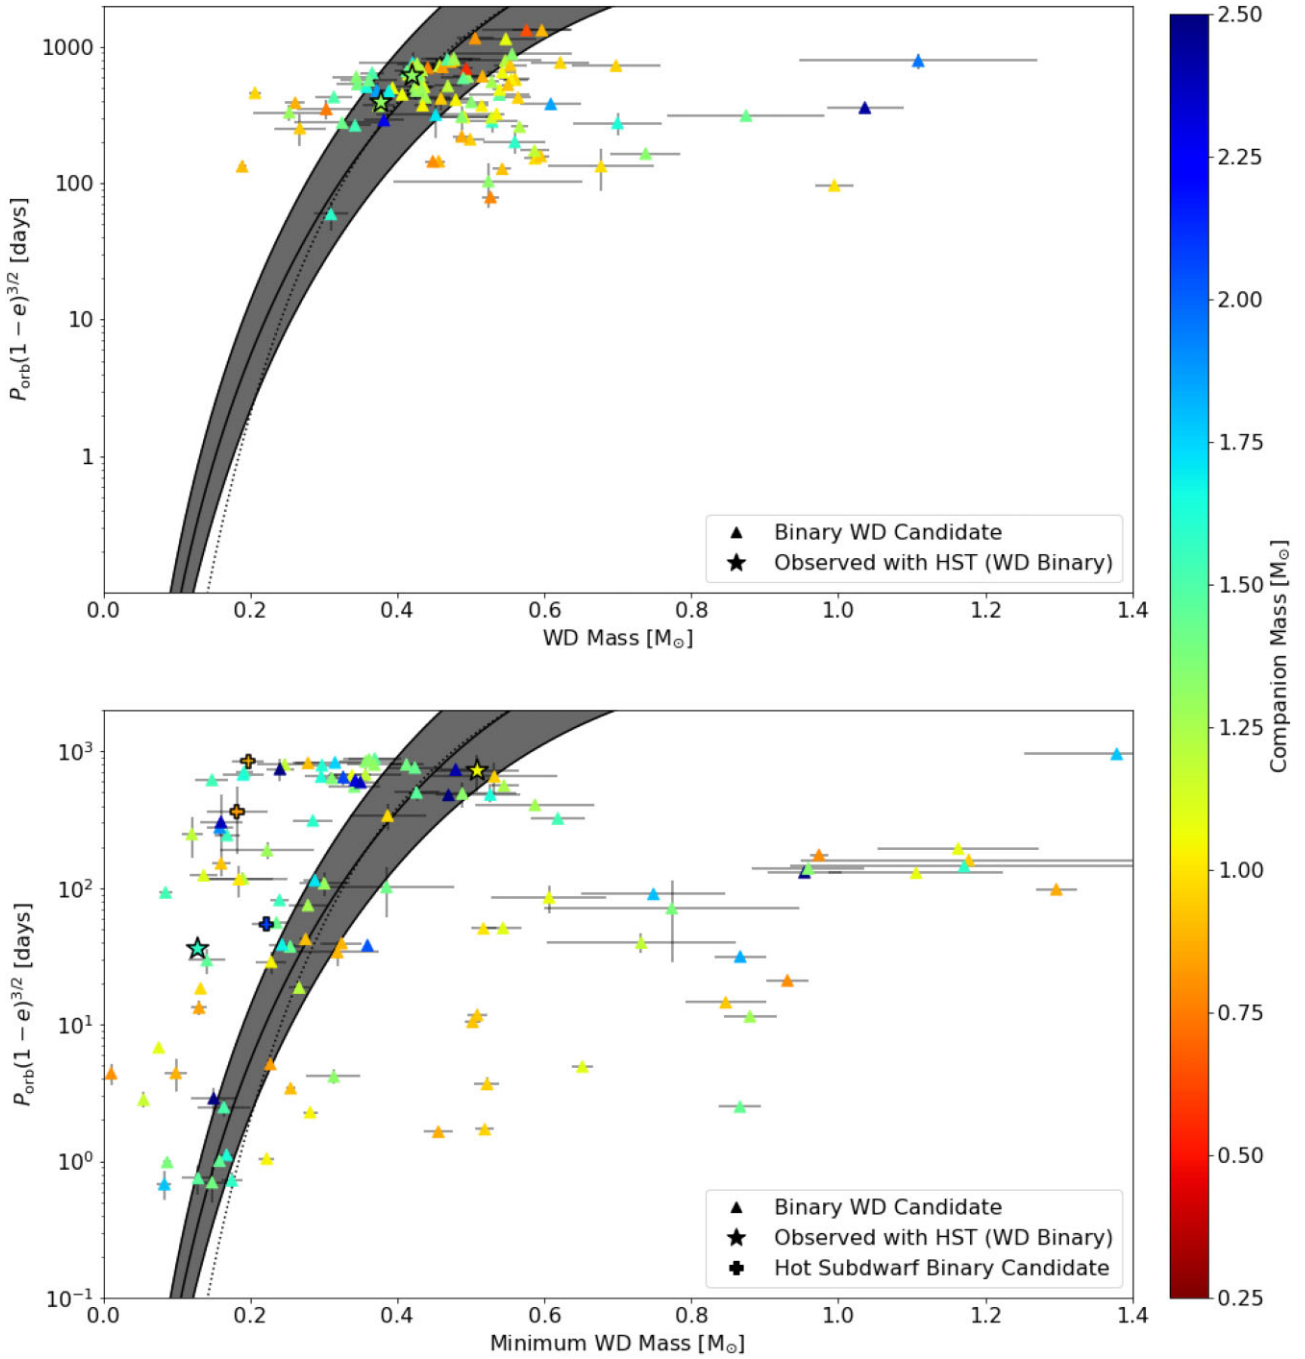 1000
100
10
1
P_orb(1 − e)^3/2 [days]
0.0 0.2 0.4 0.6 0.8 1.0 1.2 1.4
WD Mass [M⊙]
Binary WD Candidate
Observed with HST (WD Binary)
10^3
10^2
10^1
10^0
10^−1
P_orb(1 − e)^3/2 [days]
0.0 0.2 0.4 0.6 0.8 1.0 1.2 1.4
Minimum WD Mass [M⊙]
Binary WD Candidate
Observed with HST (WD Binary)
Hot Subdwarf Binary Candidate
2.50
2.25
2.00
1.75
1.50
1.25
1.00
0.75
0.50
0.25
Companion Mass [M⊙]